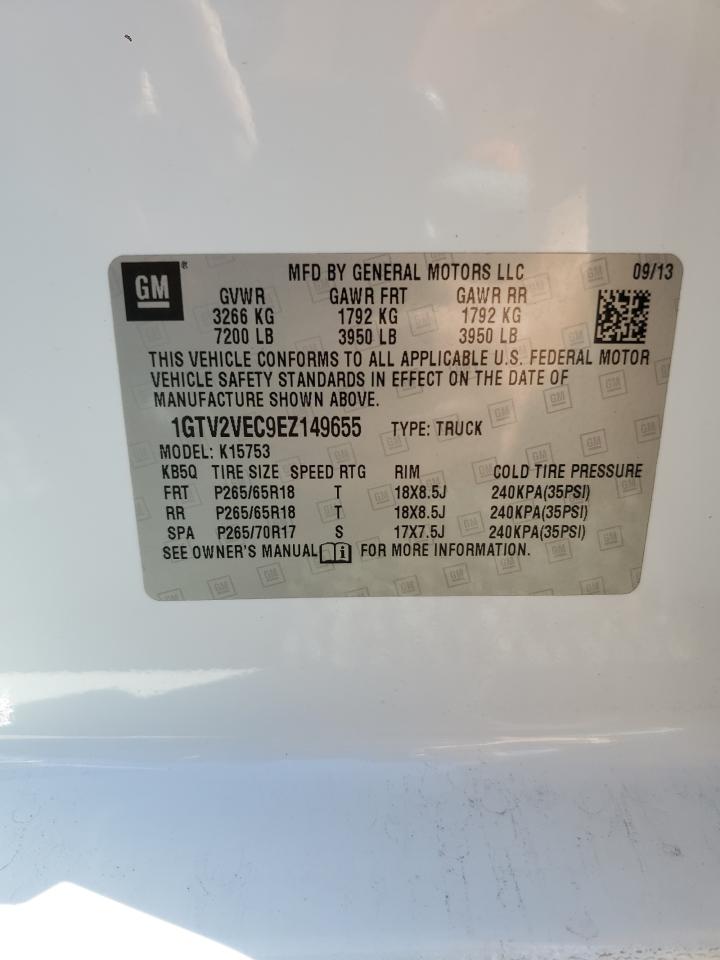 GM® MFD BY GENERAL MOTORS LLC 09/13
GVWR GAWR FRT GAWR RR
3266 KG 1792 KG 1792 KG
7200 LB 3950 LB 3950 LB
THIS VEHICLE CONFORMS TO ALL APPLICABLE U.S. FEDERAL MOTOR
VEHICLE SAFETY STANDARDS IN EFFECT ON THE DATE OF
MANUFACTURE SHOWN ABOVE.
1GTV2VEC9EZ149655 TYPE: TRUCK
MODEL: K15753
KB5Q TIRE SIZE SPEED RTG RIM COLD TIRE PRESSURE
FRT P265/65R18 T 18X8.5J 240KPA(35PSI)
RR P265/65R18 T 18X8.5J 240KPA(35PSI)
SPA P265/70R17 S 17X7.5J 240KPA(35PSI)
SEE OWNER'S MANUAL i FOR MORE INFORMATION.